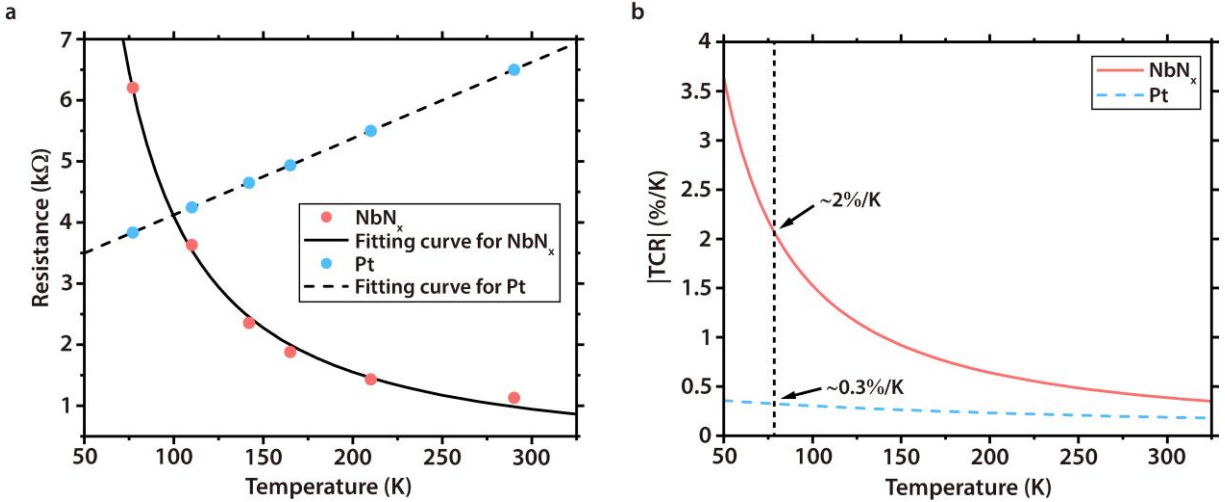 a
7
6
5
4
3
2
1
50
100
150
200
250
300
Resistance (kΩ)
Temperature (K)
NbNₓ
Fitting curve for NbNₓ
Pt
Fitting curve for Pt
b
4
3.5
3
2.5
2
1.5
1
0.5
0
50
100
150
200
250
300
|TCR| (%/K)
Temperature (K)
NbNₓ
Pt
~2%/K
~0.3%/K